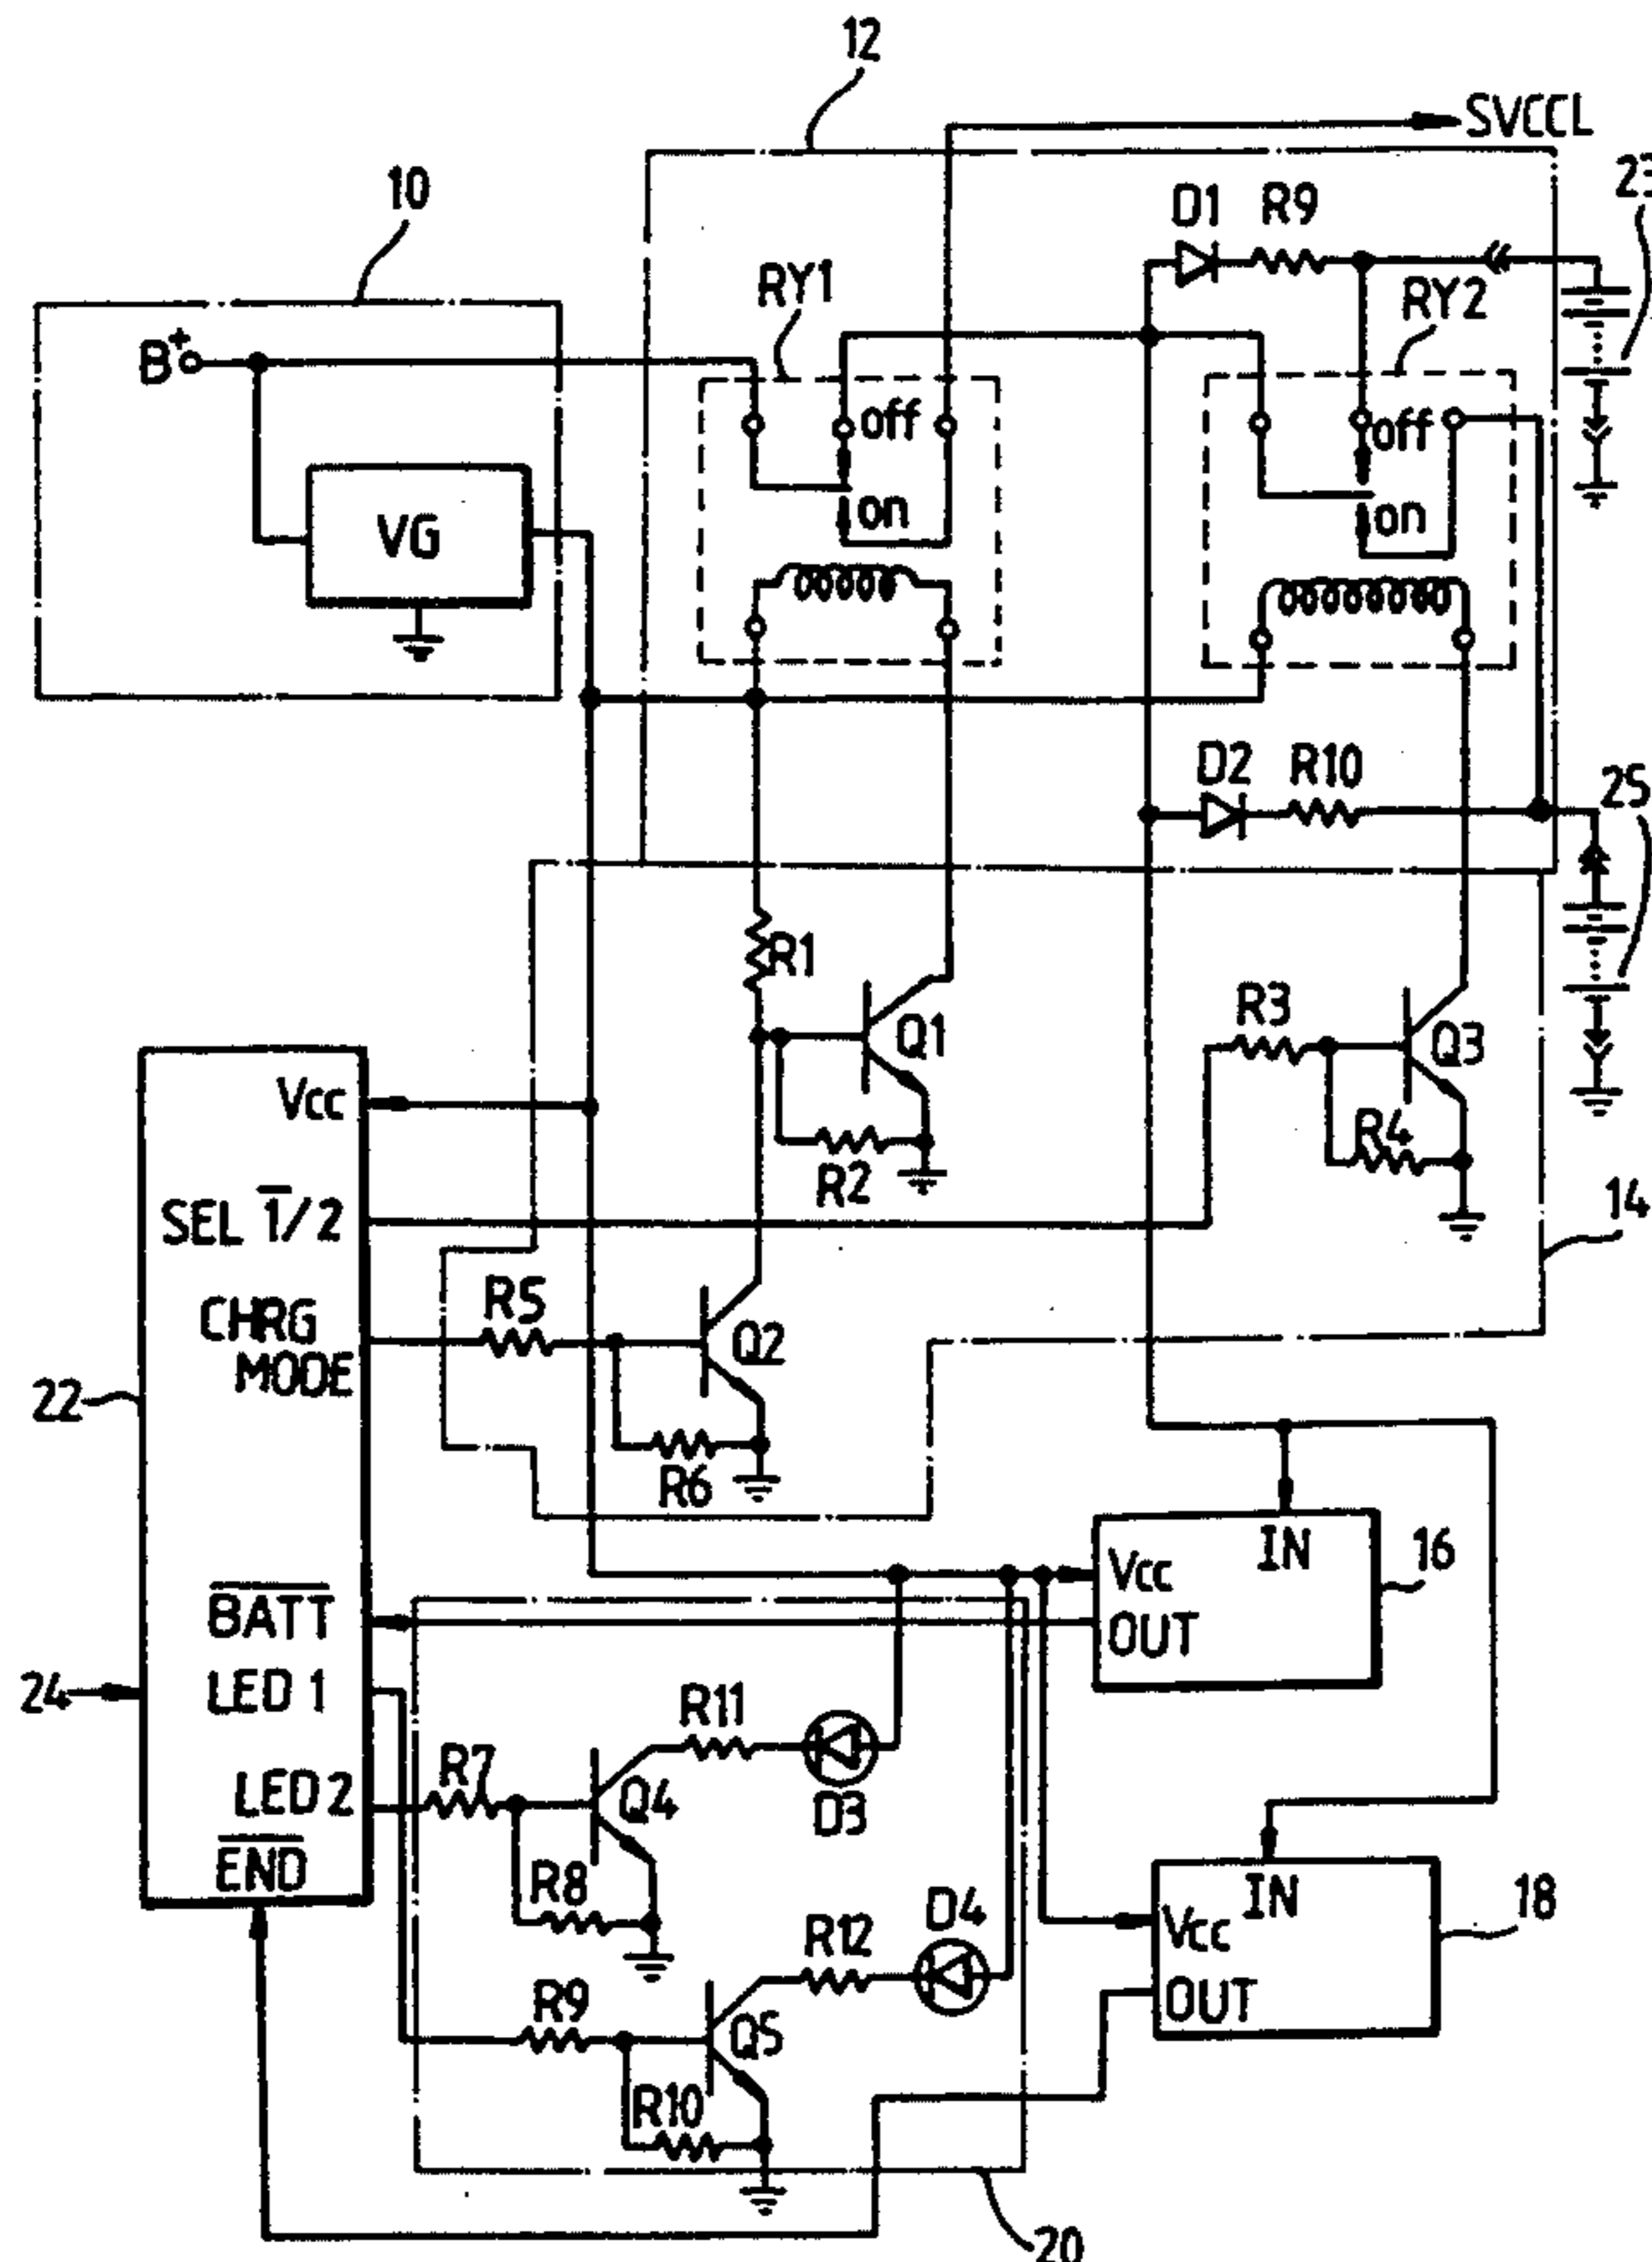 12
SVCCL
10
D1 R9
23
RY1
RY2
B+
off
off
VG
on
on
D2 R10
25
R1
Q1
R3
Q3
Vcc
R2
R4
SEL 1̅/2
14
R5
CHRG
MODE
Q2
22
R6
IN
16
Vcc
B̅A̅T̅T̅
OUT
24
LED 1
R11
R7
LED 2
Q4
D3
E̅N̅D̅
R8
IN
18
D4
Vcc
R12
R9
OUT
Q5
R10
20